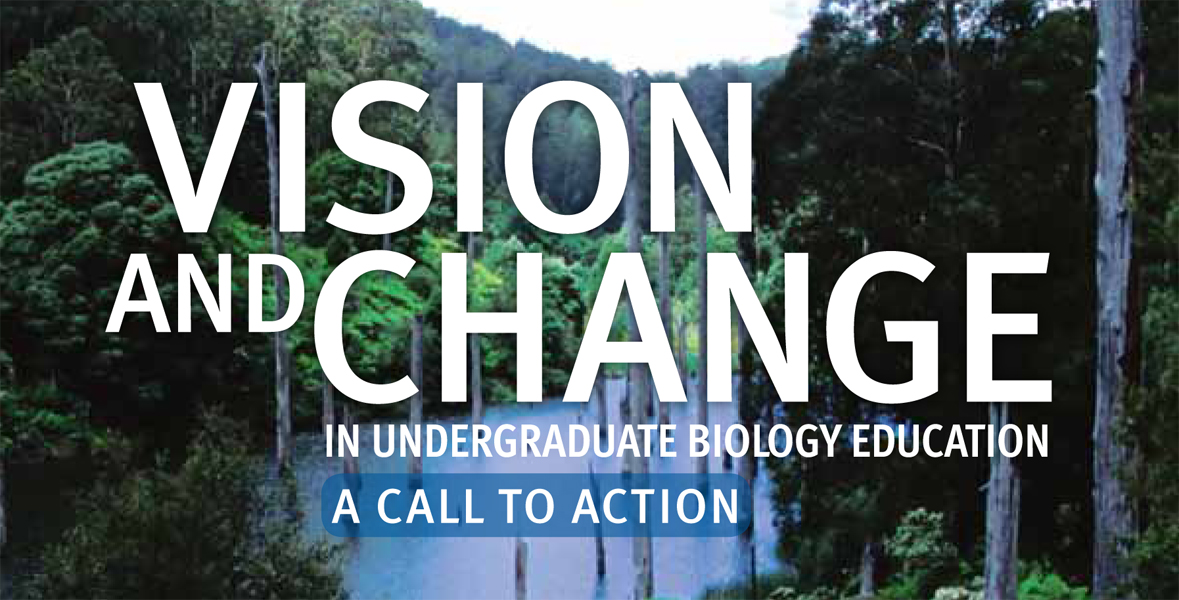 VISION
AND CHANGE
IN UNDERGRADUATE BIOLOGY EDUCATION
A CALL TO ACTION